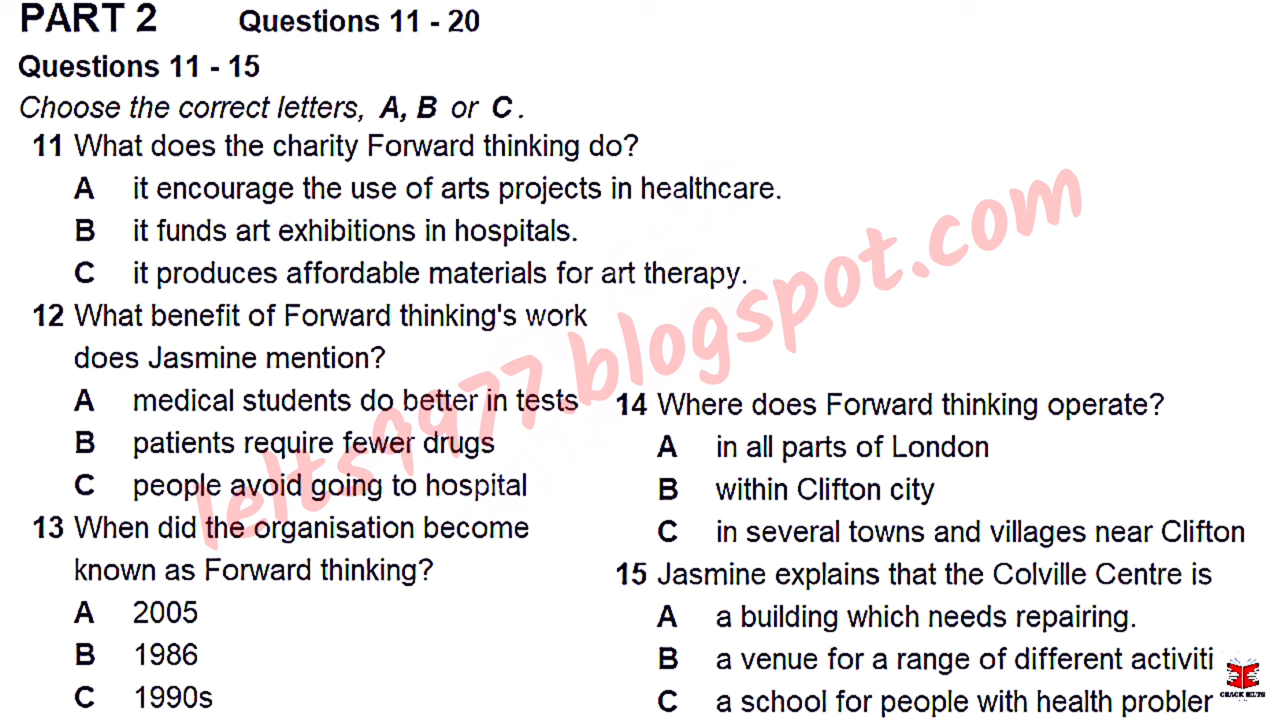 PART 2 Questions 11 - 20
Questions 11 - 15
Choose the correct letters, A, B or C.
11 What does the charity Forward thinking do?
A it encourage the use of arts projects in healthcare.
B it funds art exhibitions in hospitals.
C it produces affordable materials for art therapy.
12 What benefit of Forward thinking's work
does Jasmine mention?
A medical students do better in tests
B patients require fewer drugs
C people avoid going to hospital
13 When did the organisation become
known as Forward thinking?
A 2005
B 1986
C 1990s
14 Where does Forward thinking operate?
A in all parts of London
B within Clifton city
C in several towns and villages near Clifton
15 Jasmine explains that the Colville Centre is
A a building which needs repairing.
B a venue for a range of different activiti
C a school for people with health probler
Ielts9977.blogspot.com
CRACK IELTS